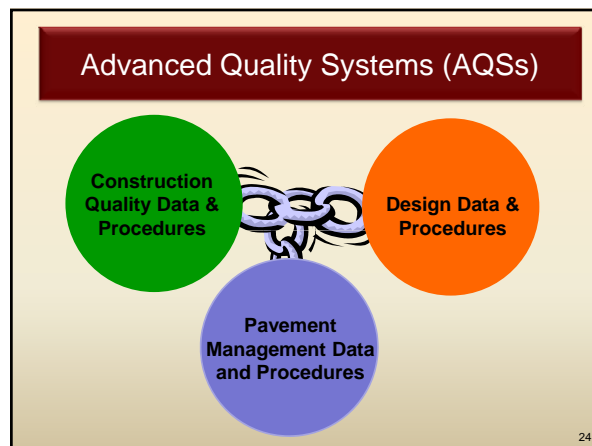 Advanced Quality Systems (AQSs)
Construction
Quality Data &
Procedures
Design Data &
Procedures
Pavement
Management Data
and Procedures
24